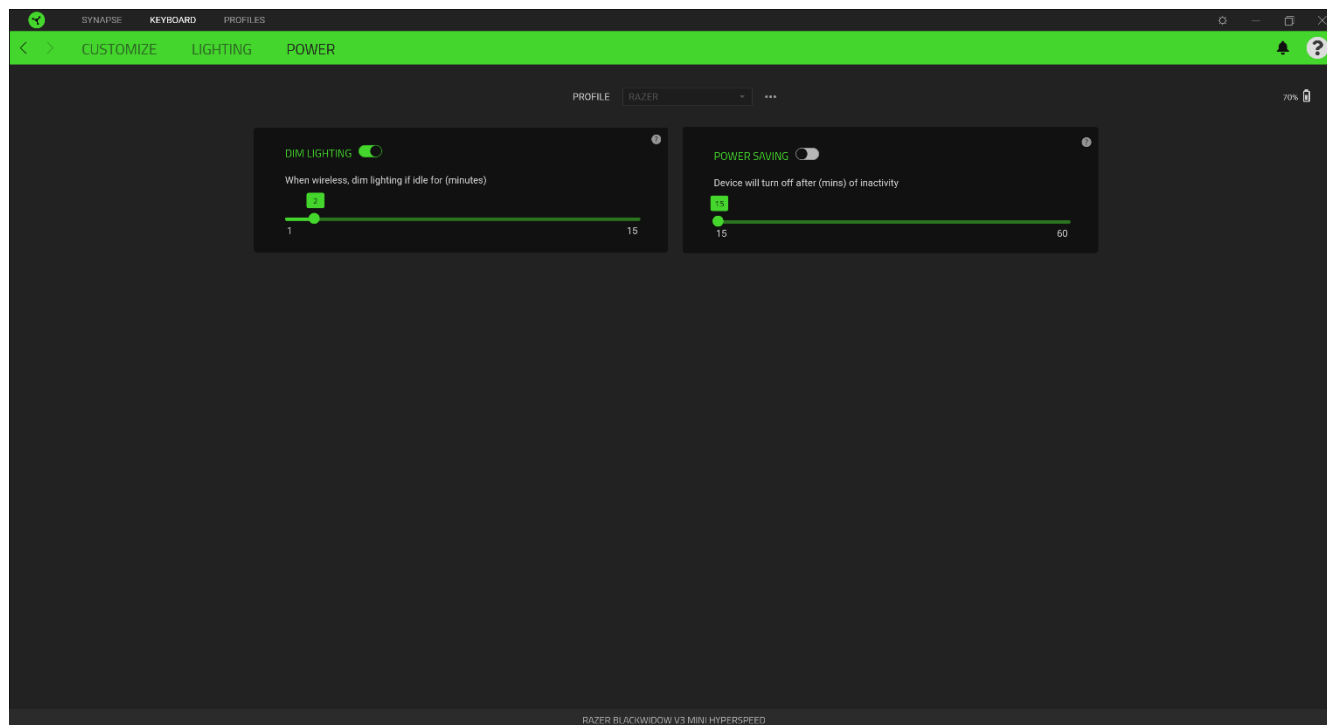 SYNAPSE KEYBOARD PROFILES
CUSTOMIZE LIGHTING POWER
PROFILE RAZER
70%
DIM LIGHTING
When wireless, dim lighting if idle for (minutes)
2
1 15
POWER SAVING
Device will turn off after (mins) of inactivity
15
15 60
RAZER BLACKWIDOW V3 MINI HYPERSPEED